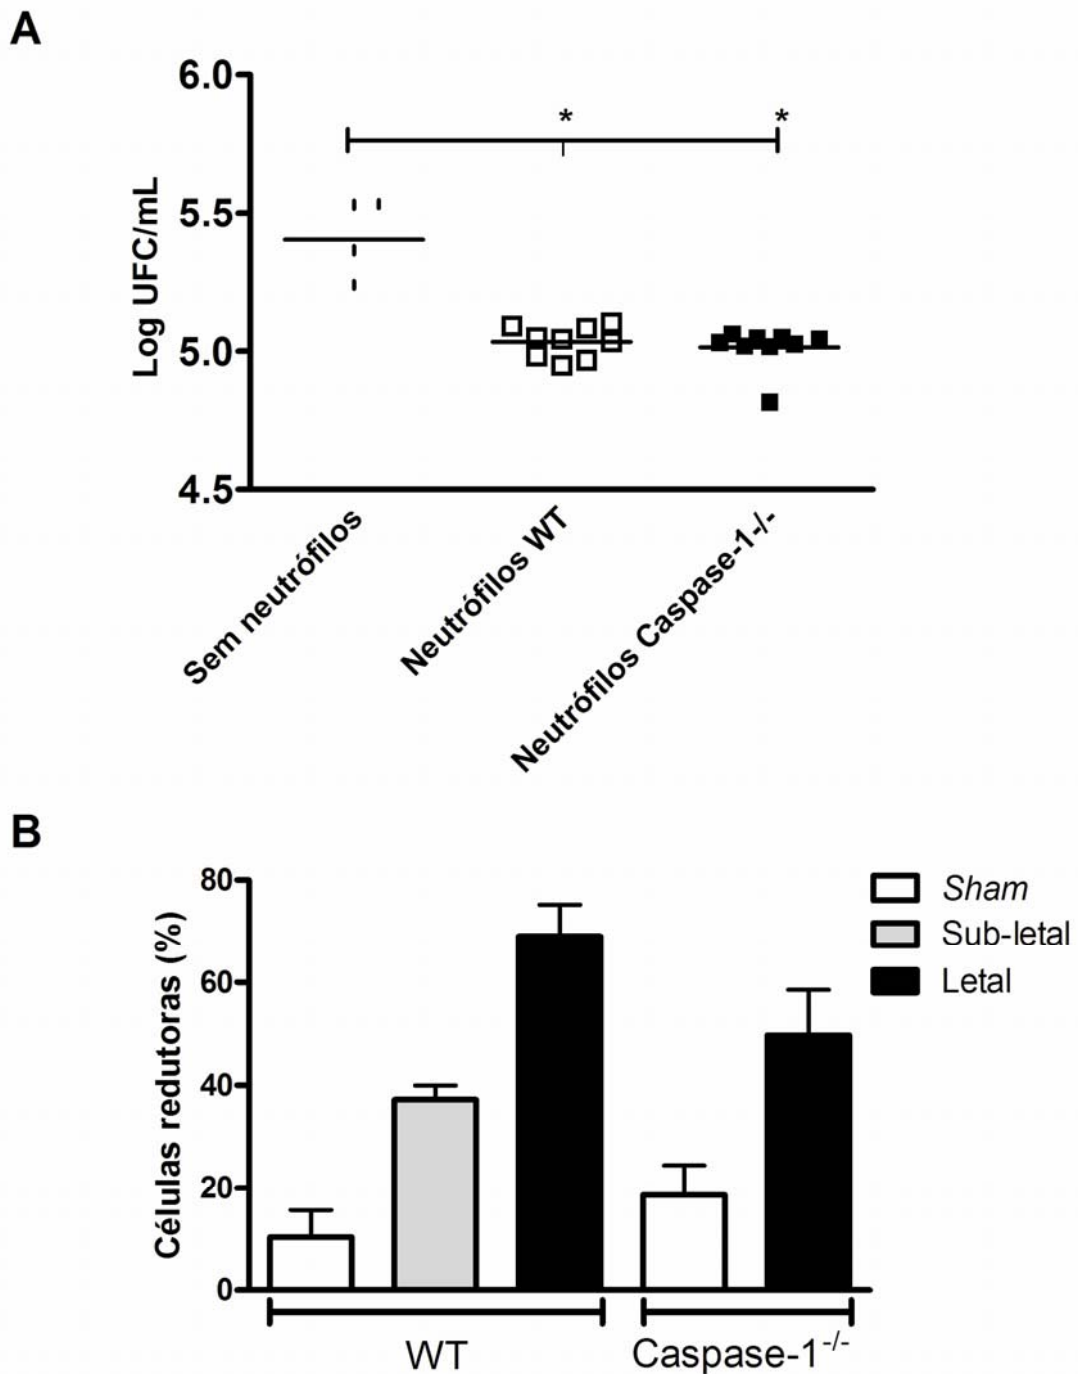 A
6.0
5.5
5.0
4.5
Log UFC/mL
*
*
Sem neutrófilos
Neutrófilos WT
Neutrófilos Caspase-1-/-
B
80
60
40
20
0
Células redutoras (%)
Sham
Sub-letal
Letal
WT
Caspase-1-/-